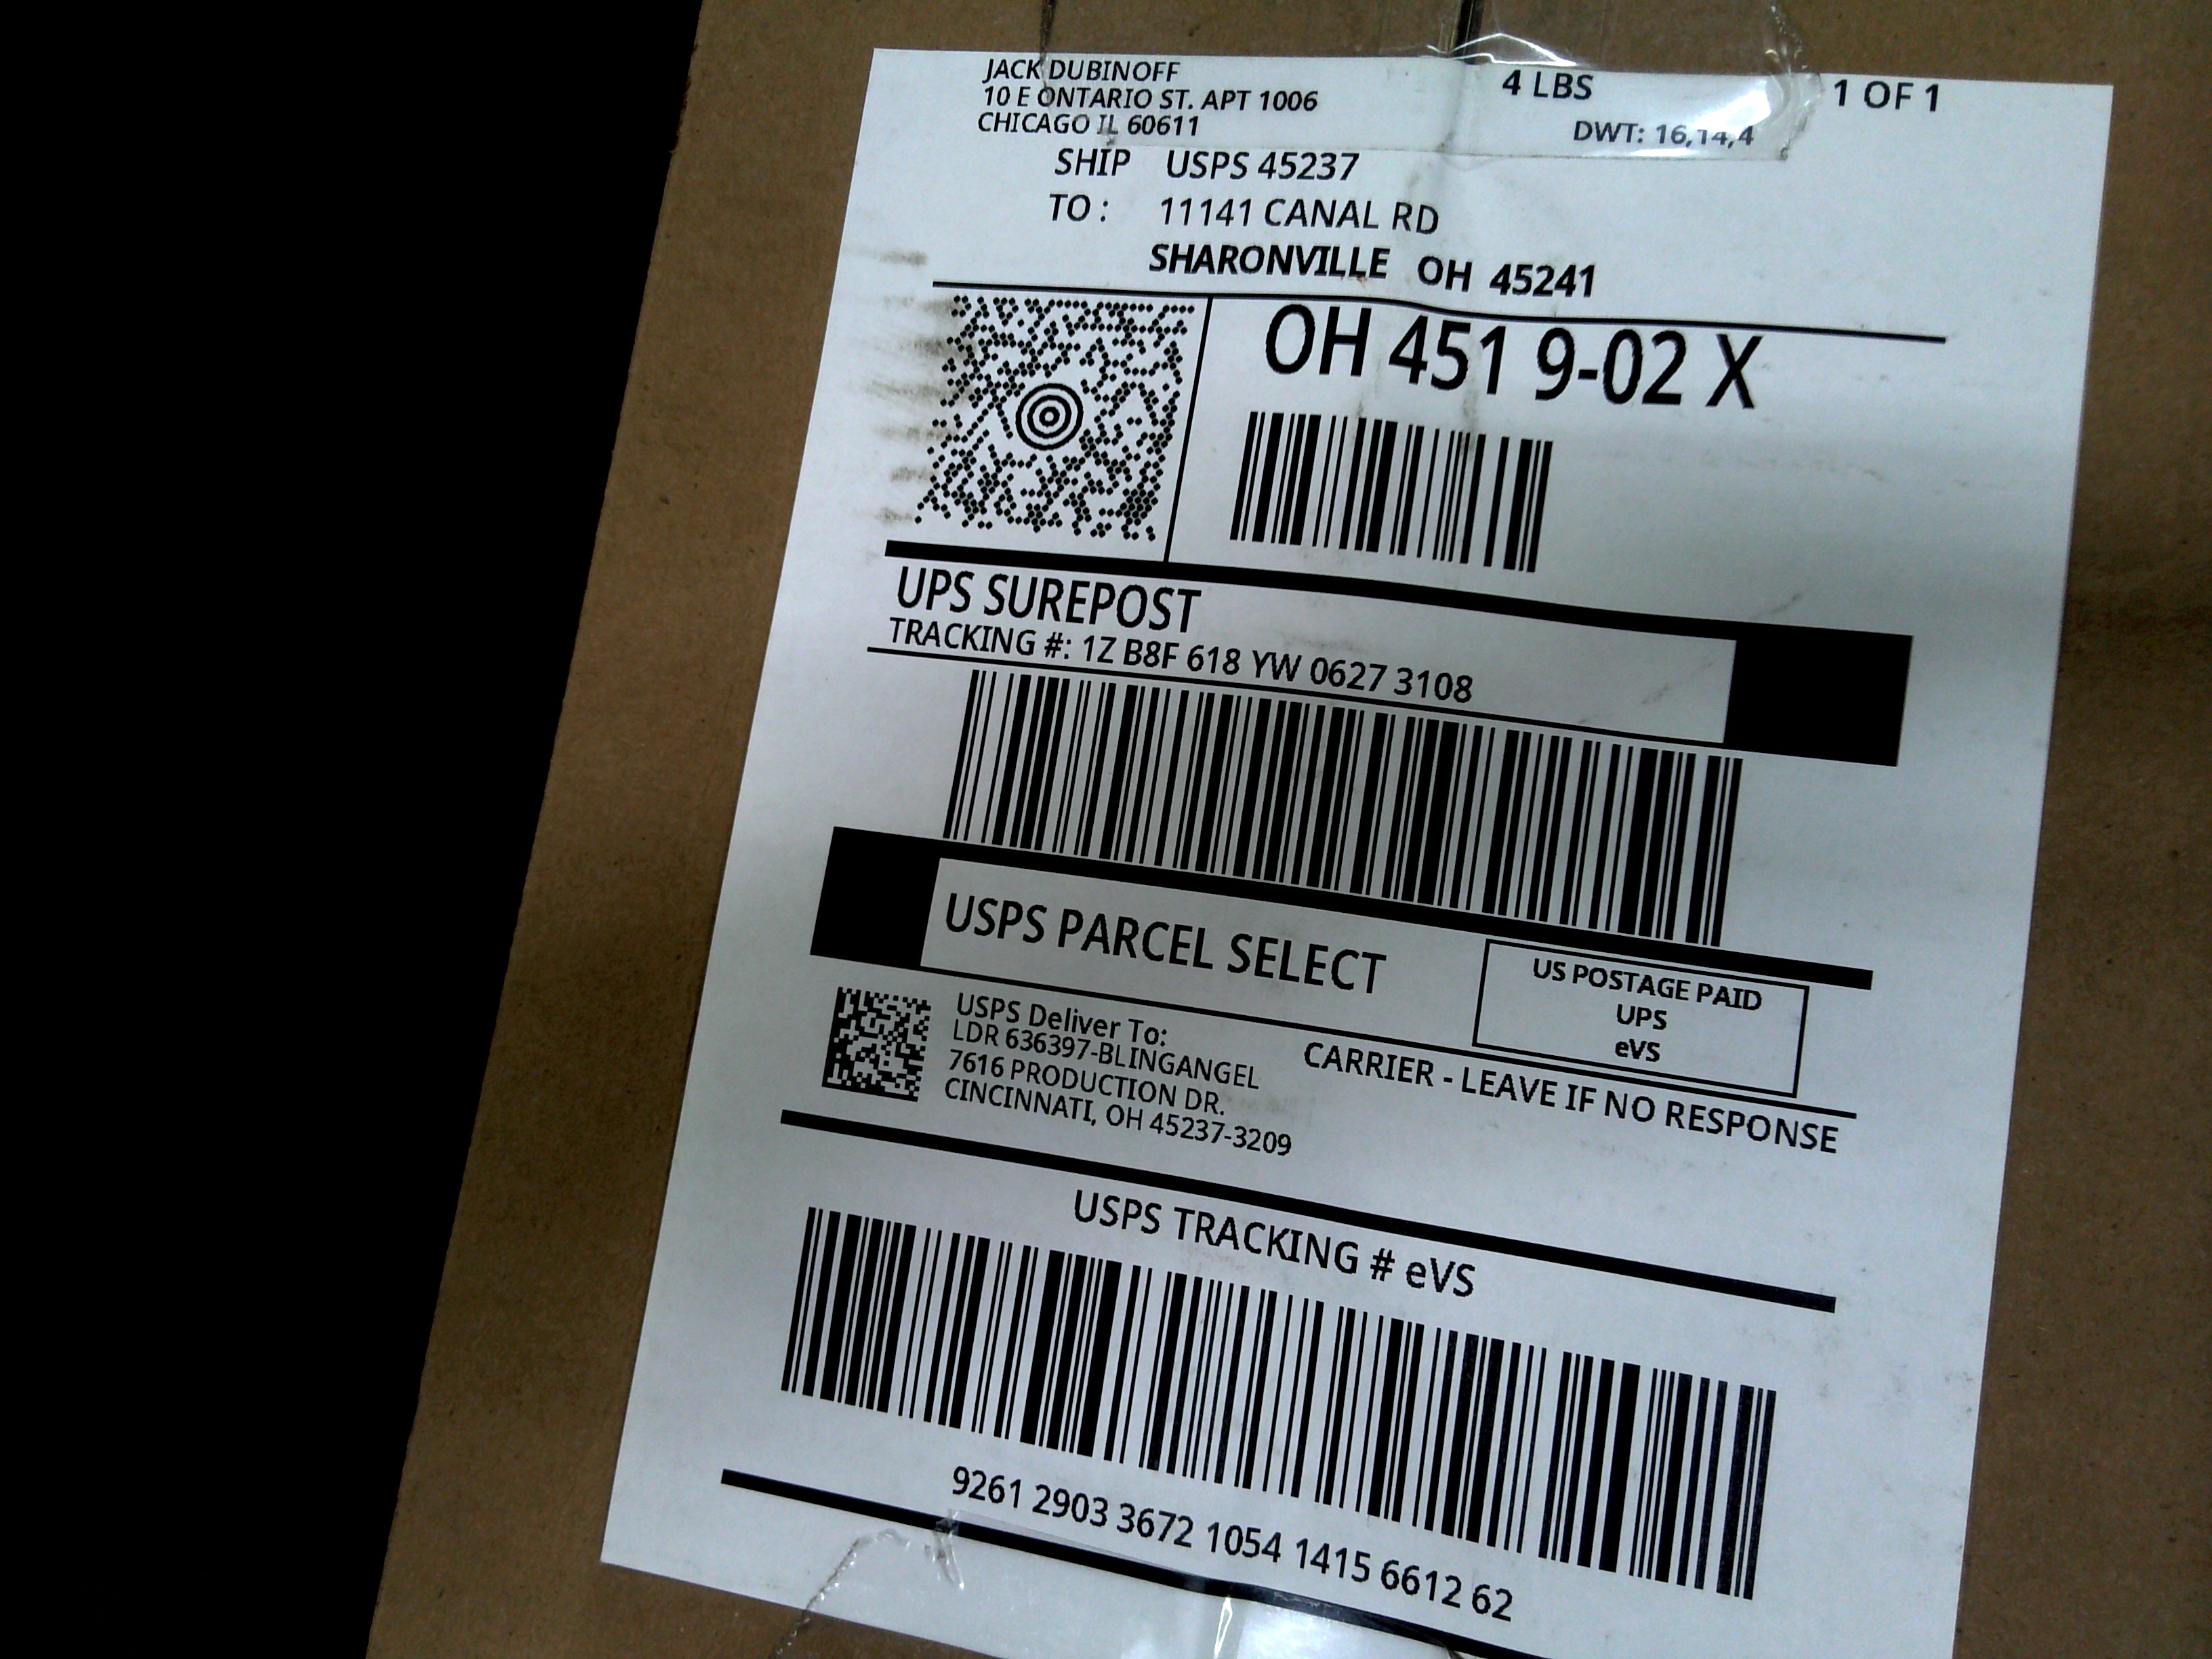 JACK DUBINOFF
10 E ONTARIO ST. APT 1006
CHICAGO IL 60611
4 LBS
1 OF 1
DWT: 16,14,4
SHIP USPS 45237
TO : 11141 CANAL RD
SHARONVILLE OH 45241
OH 451 9-02 X
UPS SUREPOST
TRACKING #: 1Z B8F 618 YW 0627 3108
USPS PARCEL SELECT
US POSTAGE PAID
UPS
eVS
USPS Deliver To:
LDR 636397-BLINGANGEL
7616 PRODUCTION DR.
CINCINNATI, OH 45237-3209
CARRIER - LEAVE IF NO RESPONSE
USPS TRACKING # eVS
9261 2903 3672 1054 1415 6612 62